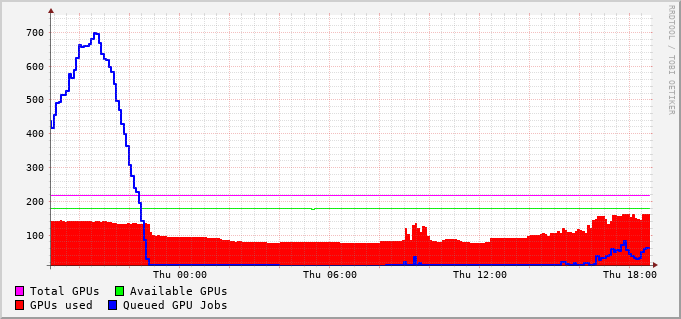 RRDTOOL / TOBI OETIKER
700
600
500
400
300
200
100
Thu 00:00 Thu 06:00 Thu 12:00 Thu 18:00
Total GPUs Available GPUs
GPUs used Queued GPU Jobs